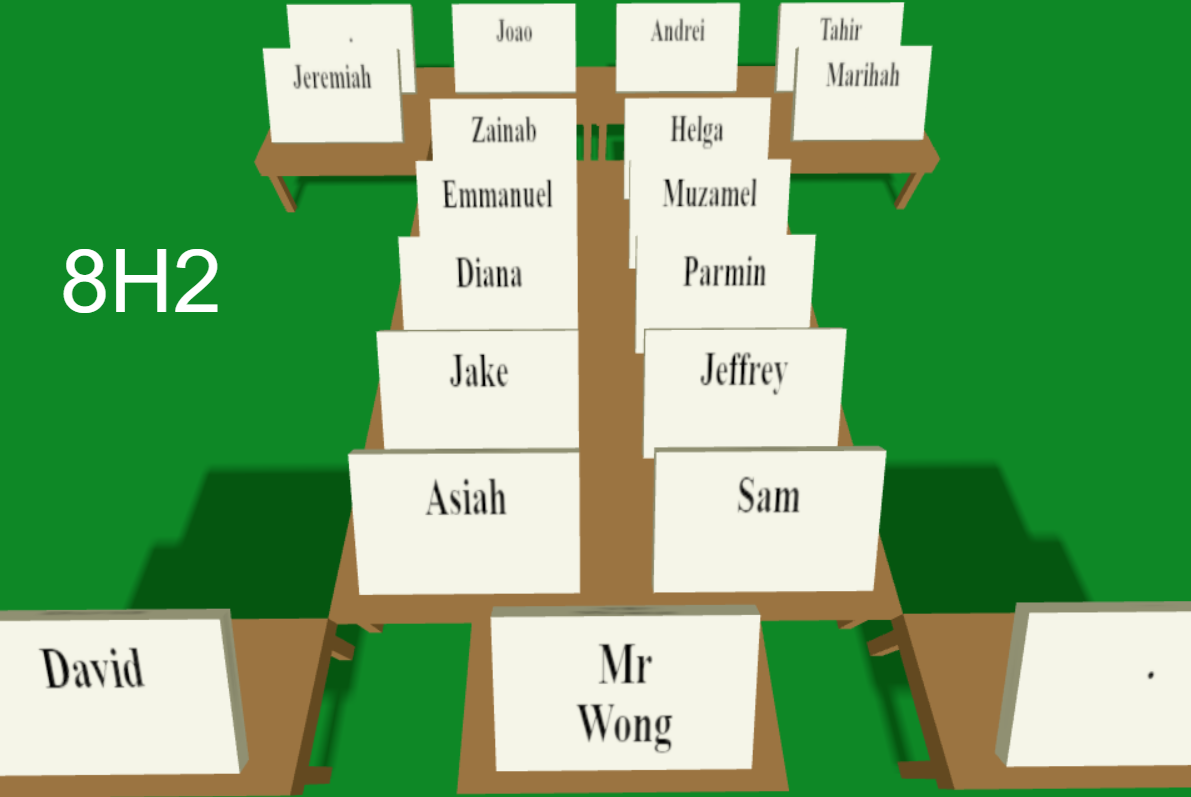 .
Joao
Andrei
Tahir
Jeremiah
Marihah
Zainab
Helga
Emmanuel
Muzamel
8H2
Diana
Parmin
Jake
Jeffrey
Asiah
Sam
David
Mr
Wong
.